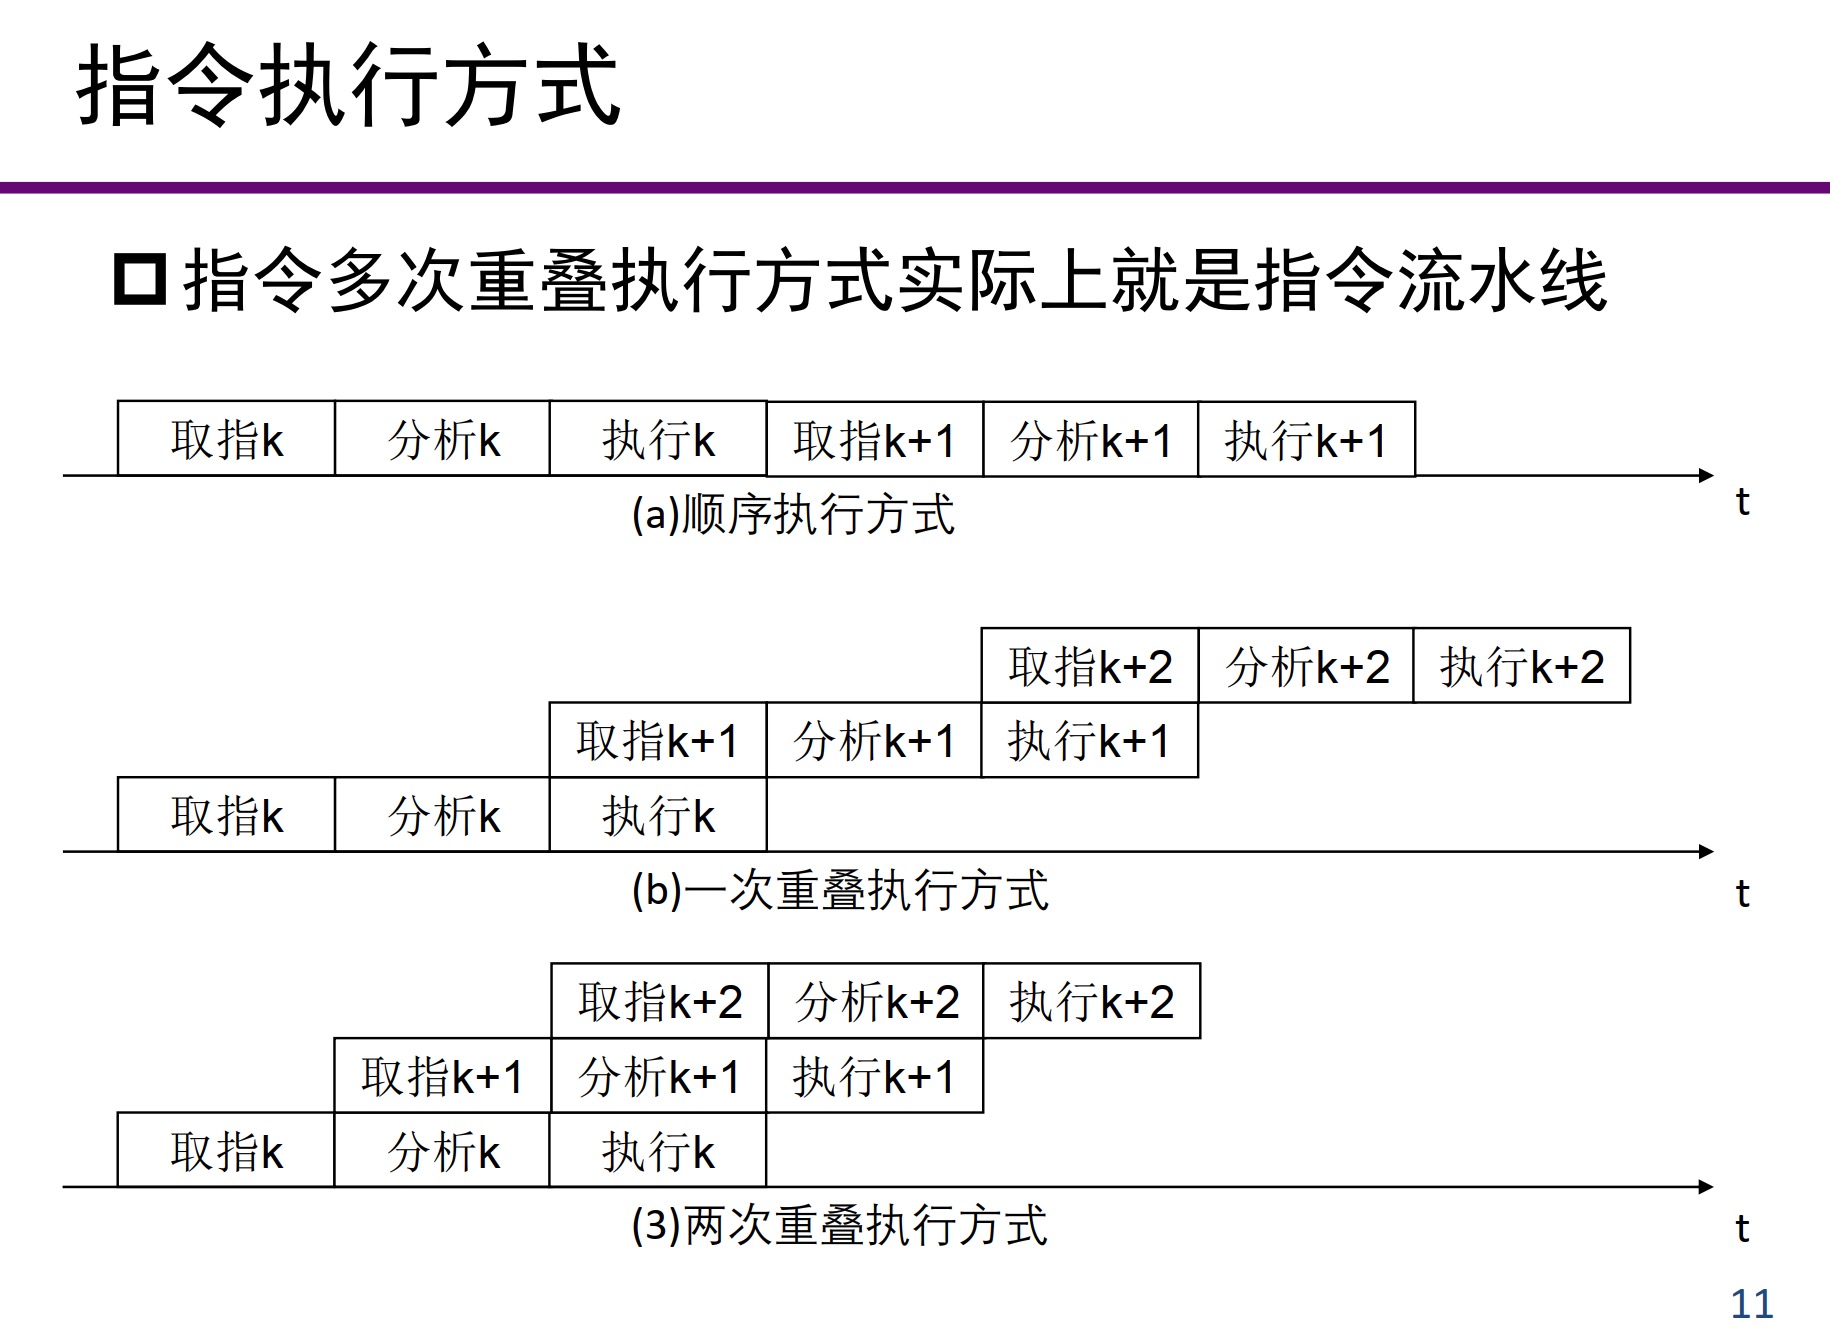 指令执行方式
指令多次重叠执行方式实际上就是指令流水线
取指k 分析k 执行k 取指k+1 分析k+1 执行k+1
t
(a)顺序执行方式
取指k+2 分析k+2 执行k+2
取指k+1 分析k+1 执行k+1
取指k 分析k 执行k
(b)一次重叠执行方式
t
取指k+2 分析k+2 执行k+2
取指k+1 分析k+1 执行k+1
取指k 分析k 执行k
(3)两次重叠执行方式
t
11